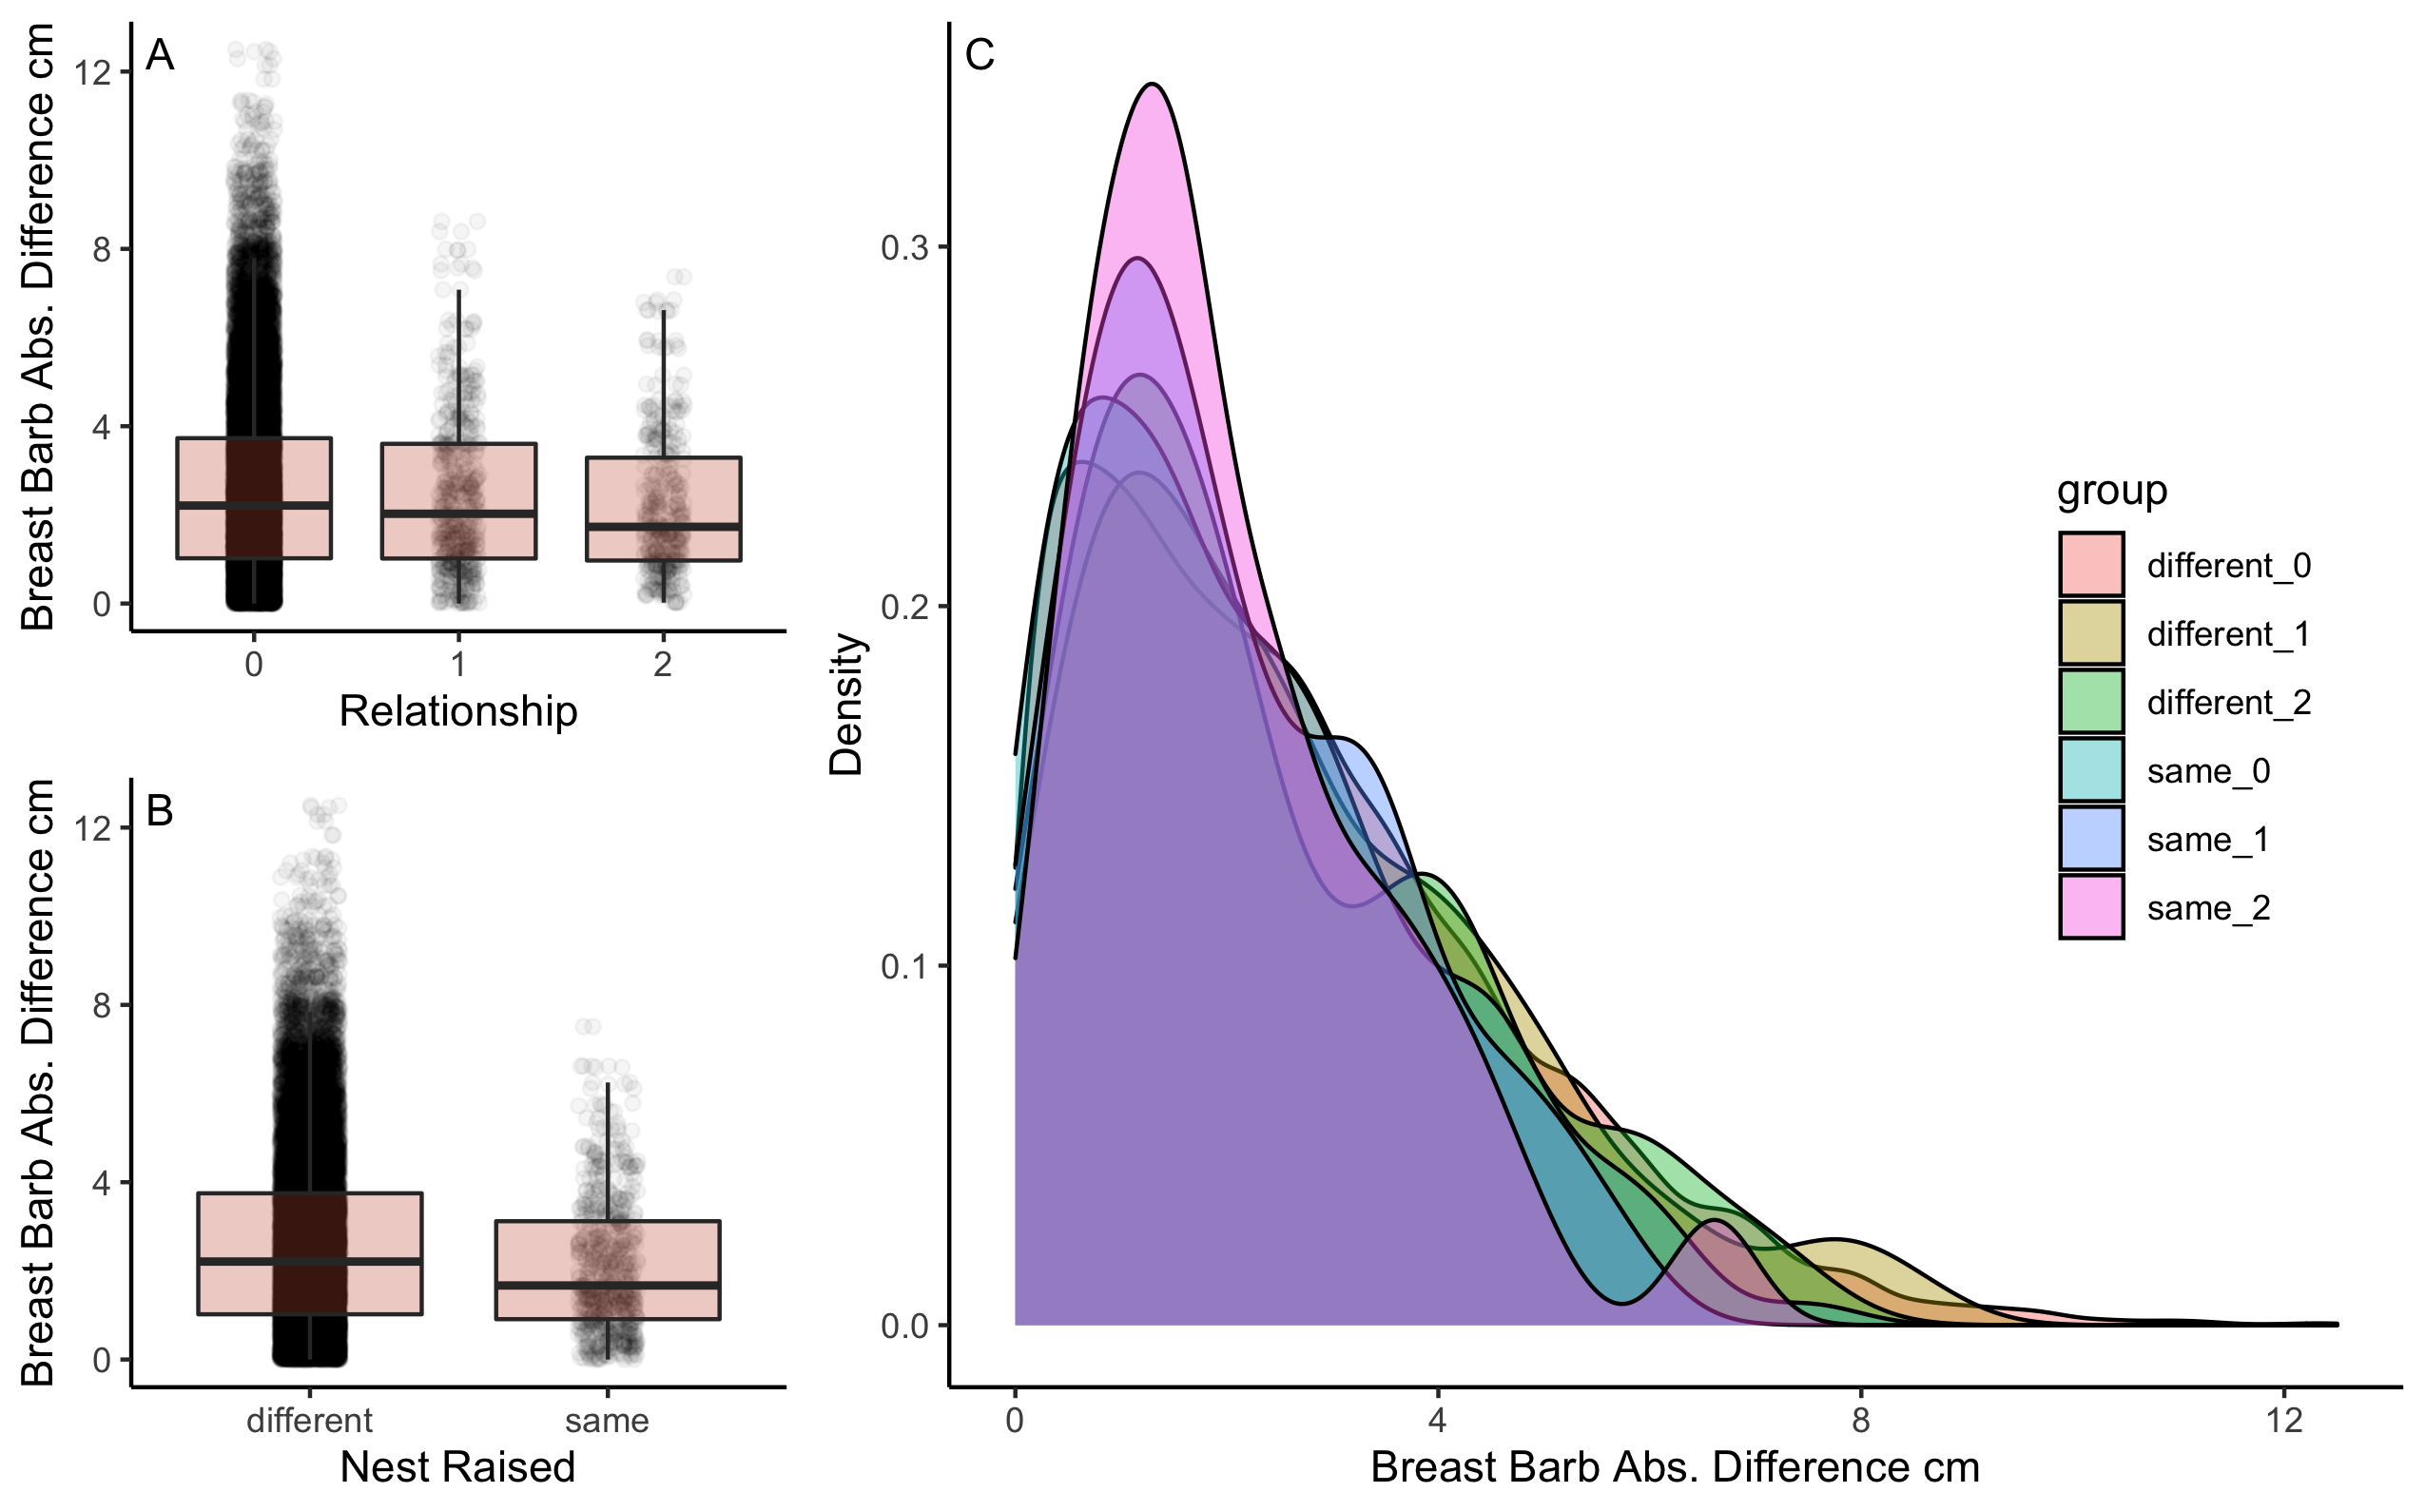 A
Breast Barb Abs. Difference cm
12
8
4
0
0 1 2
Relationship
B
Breast Barb Abs. Difference cm
12
8
4
0
different same
Nest Raised
C
Density
0.3
0.2
0.1
0.0
0 4 8 12
Breast Barb Abs. Difference cm
group
different_0
different_1
different_2
same_0
same_1
same_2